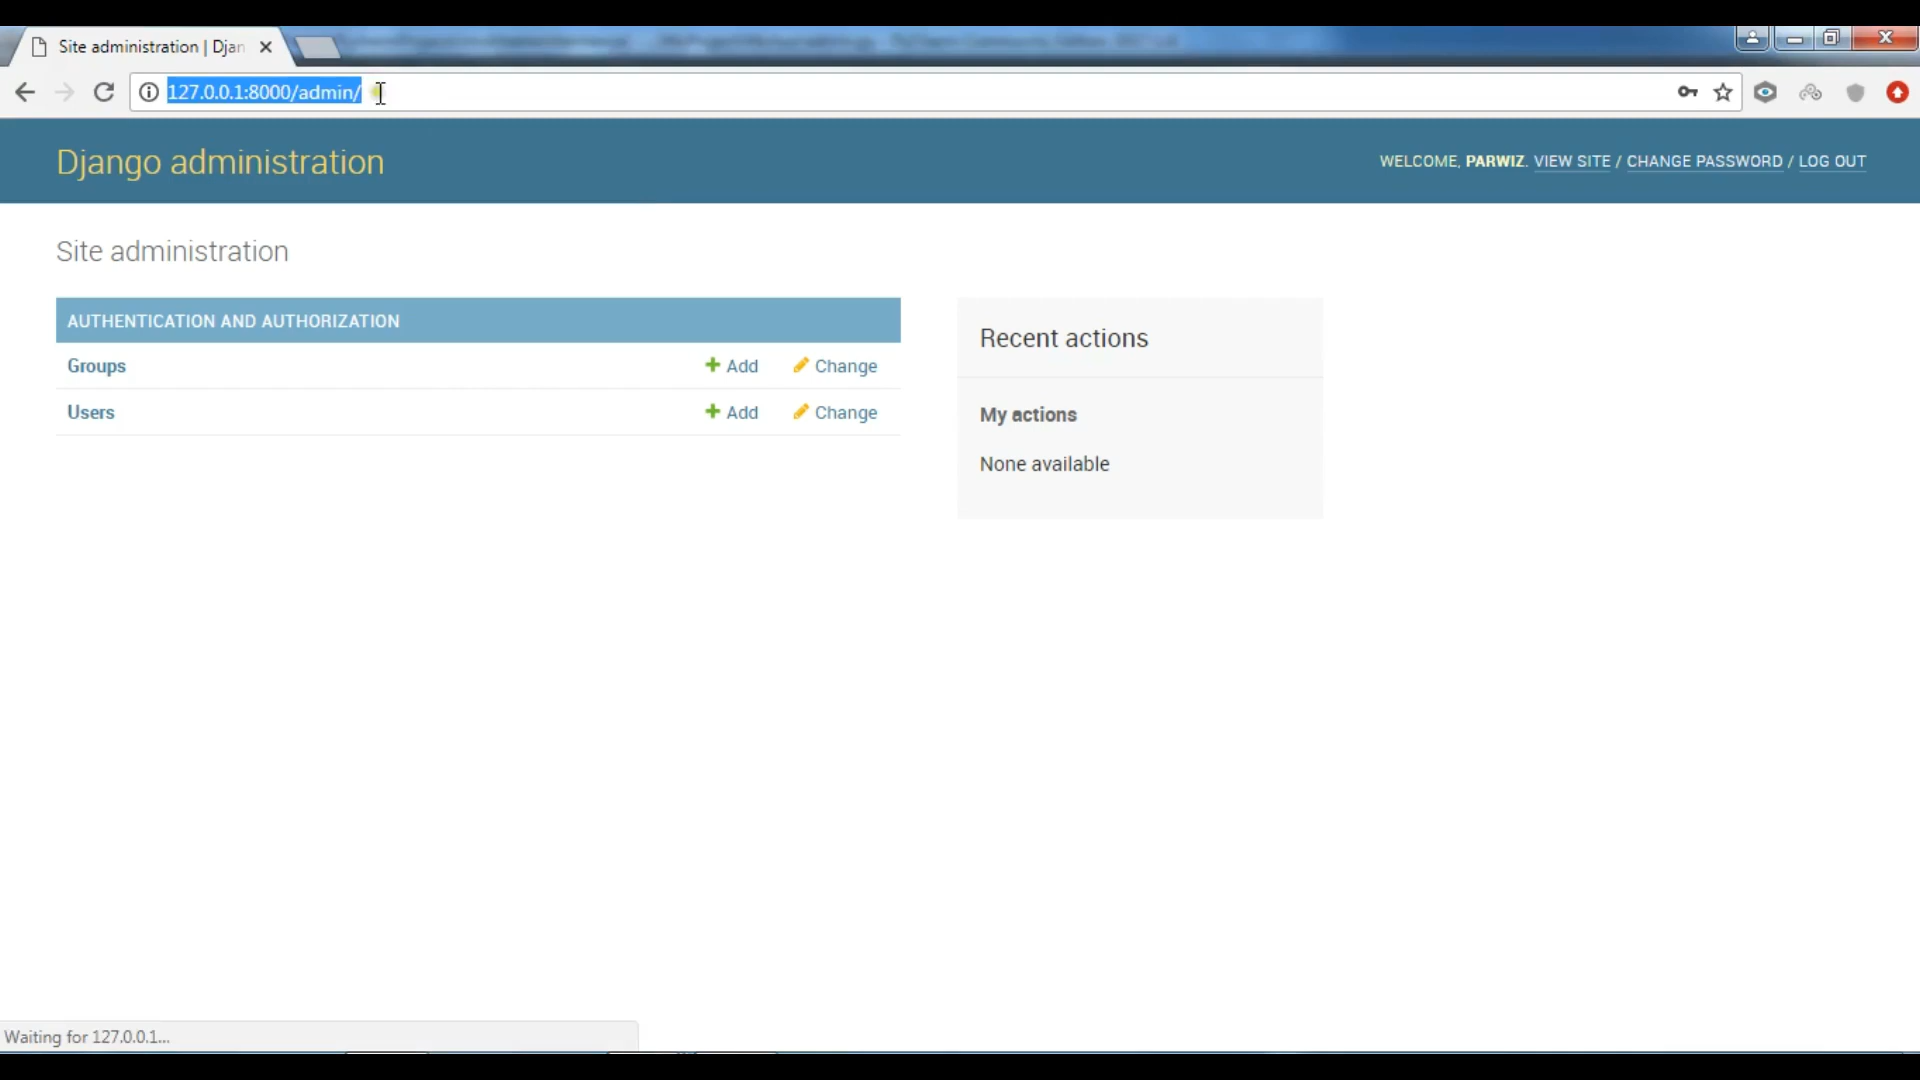 Site administration | Djan
127.0.0.1:8000/admin/
Django administration
WELCOME, PARWIZ. VIEW SITE / CHANGE PASSWORD / LOG OUT
Site administration
AUTHENTICATION AND AUTHORIZATION
Groups
Add
Change
Users
Add
Change
Recent actions
My actions
None available
Waiting for 127.0.0.1...